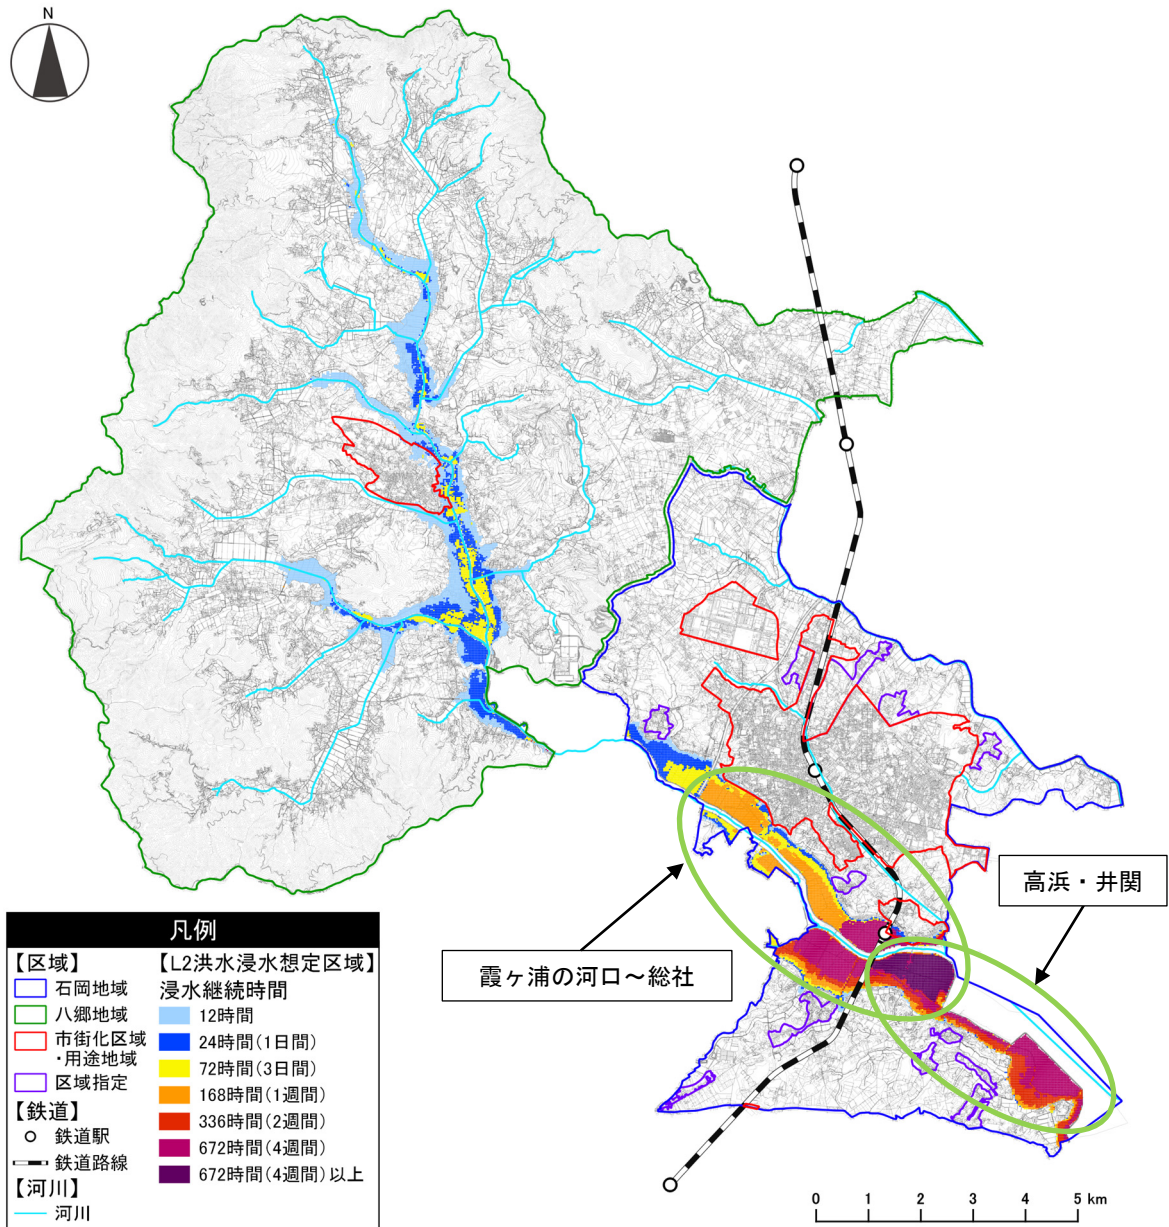 N
高浜・井関
霞ヶ浦の河口～総社
凡例
【区域】
石岡地域
八郷地域
市街化区域
・用途地域
区域指定
【鉄道】
鉄道駅
鉄道路線
【河川】
河川
【L2洪水浸水想定区域】
浸水継続時間
12時間
24時間(1日間)
72時間(3日間)
168時間(1週間)
336時間(2週間)
672時間(4週間)
672時間(4週間)以上
0 1 2 3 4 5 km